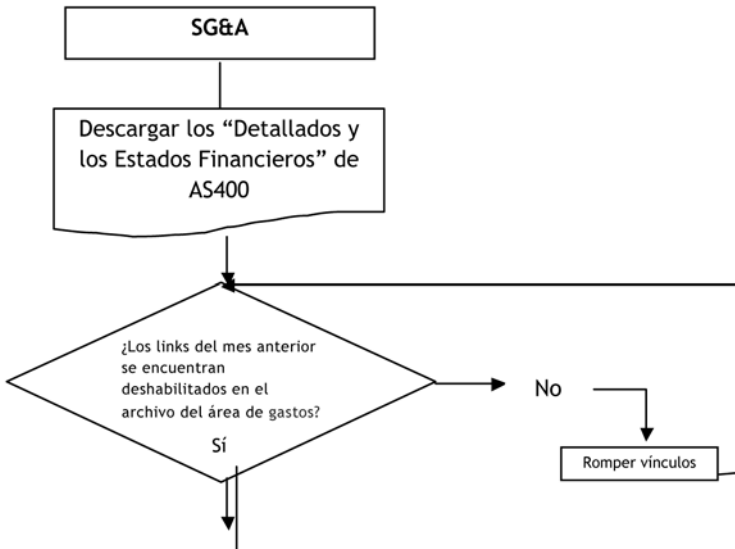 SG&A
Descargar los “Detallados y
los Estados Financieros” de
AS400
¿Los links del mes anterior
se encuentran
deshabilitados en el
archivo del área de gastos?
Sí
No
Romper vínculos